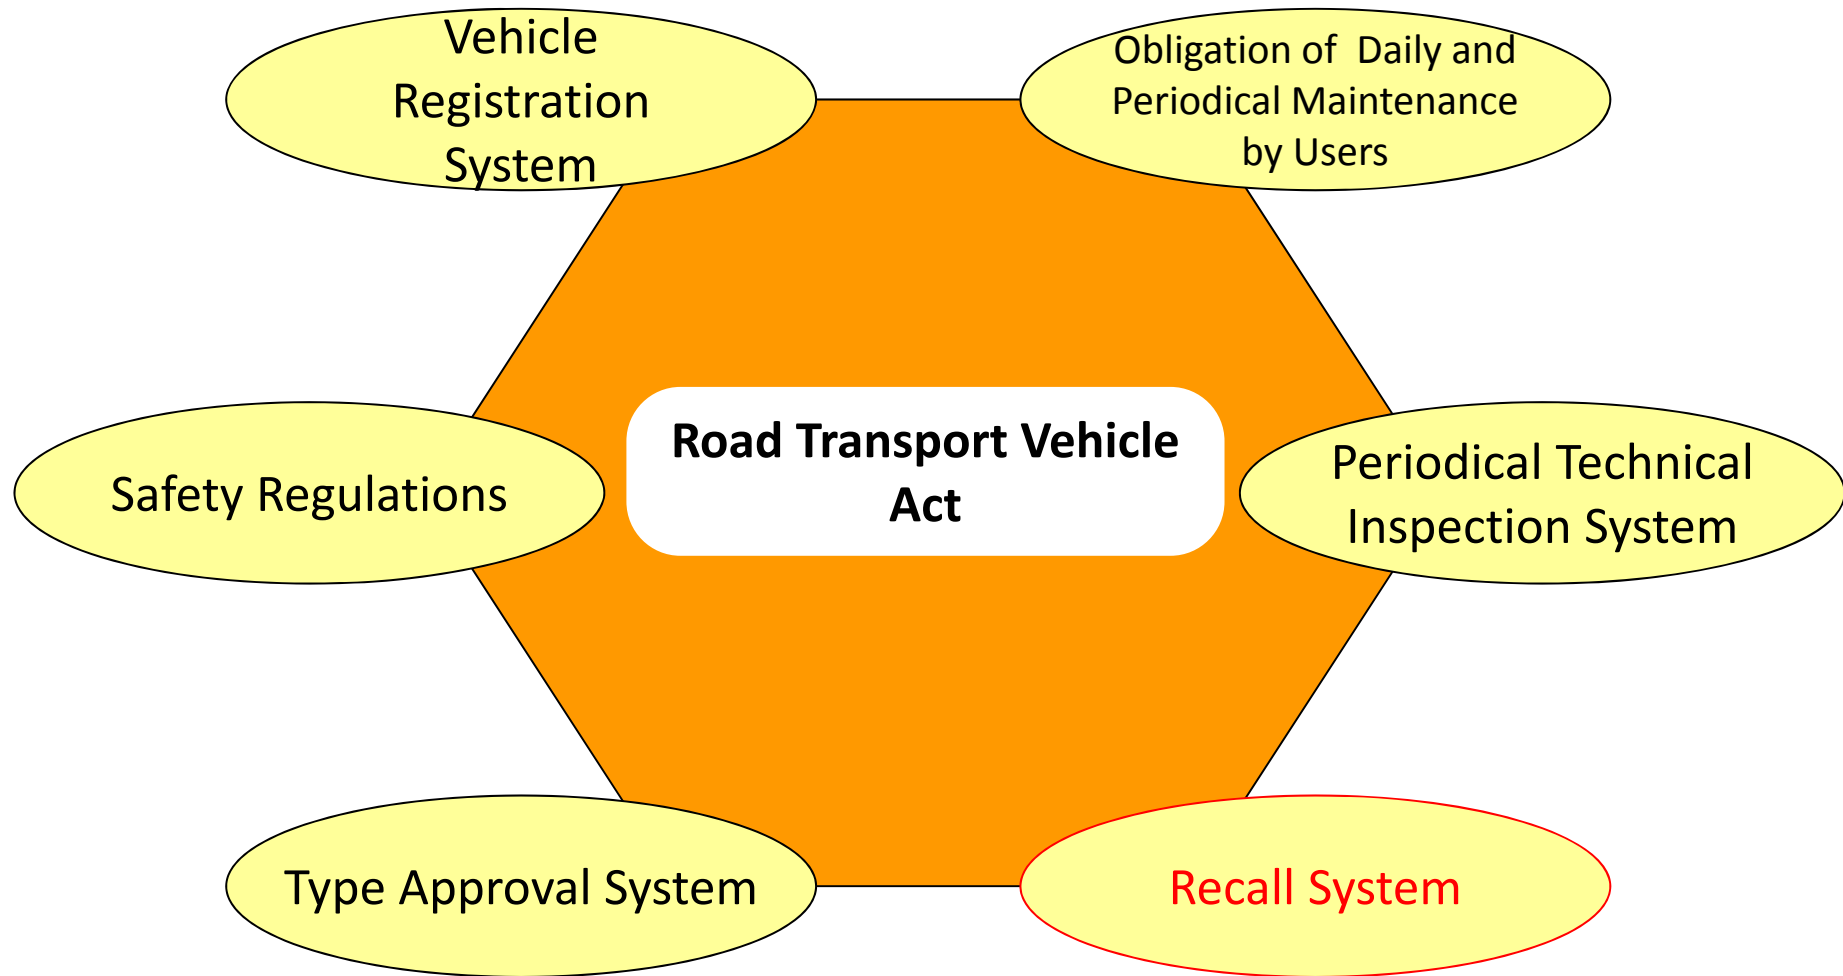 Vehicle
Registration
System
Obligation of  Daily and
Periodical Maintenance
by Users
Road Transport Vehicle
Act
Safety Regulations
Periodical Technical
Inspection System
Type Approval System
Recall System